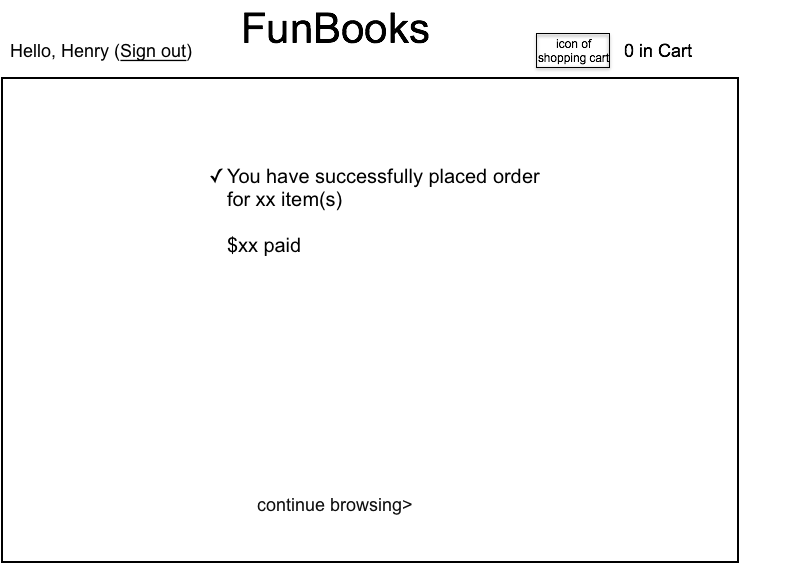 FunBooks
Hello, Henry (Sign out)
icon of
shopping cart
0 in Cart
✓ You have successfully placed order
for xx item(s)
$xx paid
continue browsing>